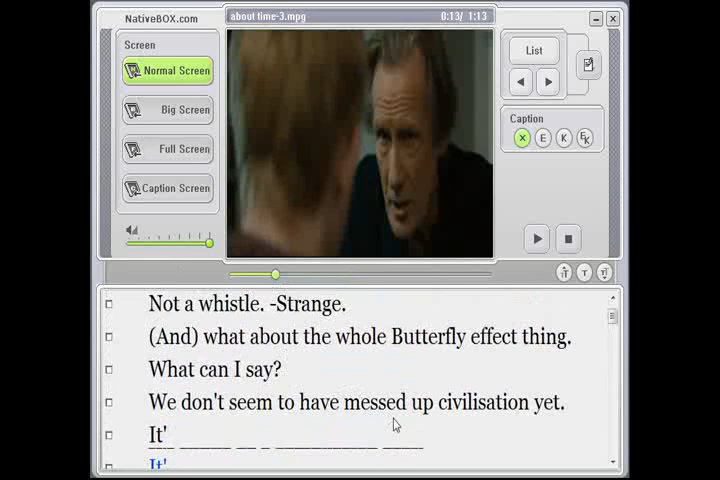 NativeBOX.com
about time-3.mpg
0:13/ 1:13
Screen
Normal Screen
Big Screen
Full Screen
Caption Screen
List
Caption
X E K EK
T T T
Not a whistle. -Strange.
(And) what about the whole Butterfly effect thing.
What can I say?
We don't seem to have messed up civilisation yet.
It'
It'